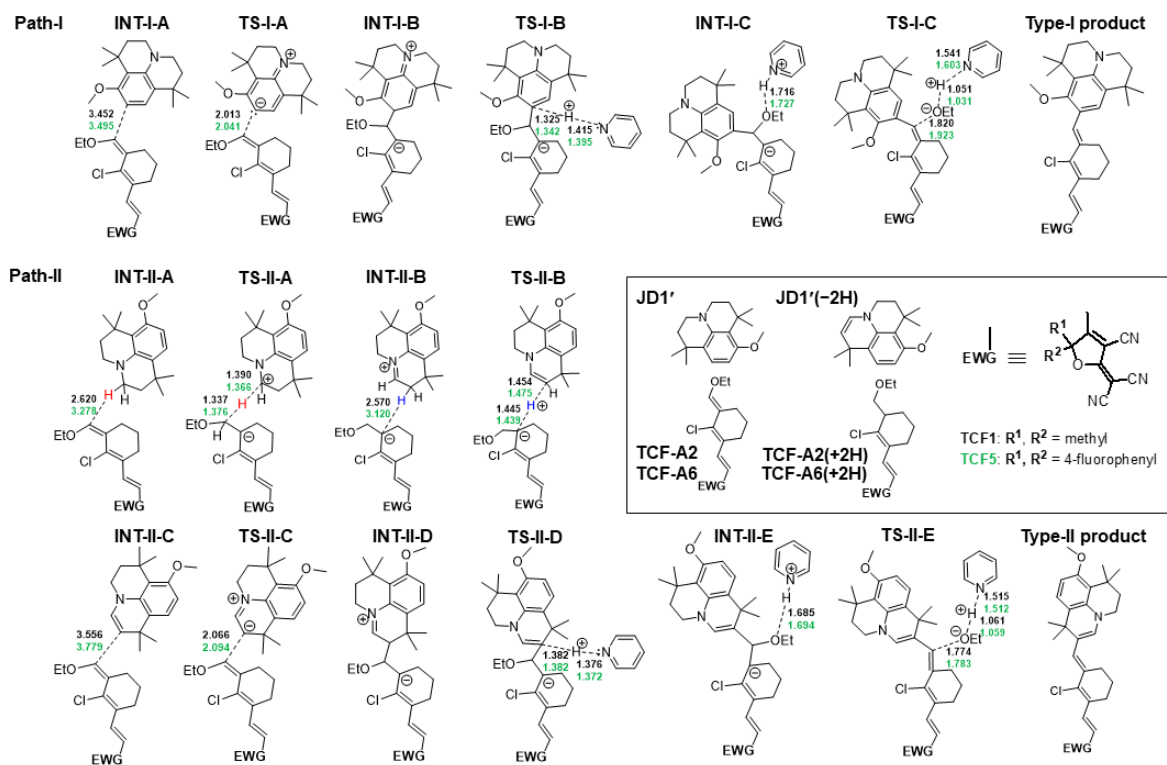 Path-I INT-I-A TS-I-A INT-I-B TS-I-B INT-I-C TS-I-C Type-I product
N N⊕ N⊕ N N⊕ H 1.541 1.603 N N
MeO O O O 1.716 1.727 ⊕ H 1.051 1.031
3.452 3.495 2.013 2.041 ⊖ EtO H ⊕ 1.325 1.342 1.415 1.395 N OEt ⊖ OEt 1.820 1.923
EtO EtO Cl ⊖ EtO Cl ⊖ O Cl ⊖ O Cl Cl
Cl Cl
EWG EWG EWG EWG EWG EWG EWG
Path-II INT-II-A TS-II-A INT-II-B TS-II-B
O O O O
N N N⊕ N
H H 1.390 1.366 ⊕ H H H 1.454 1.475 H
2.620 3.278 H 1.337 1.376 H 2.570 3.120 H 1.445 1.439 H⊕
EtO EtO H EtO EtO
Cl Cl ⊖ Cl ⊖ Cl ⊖
EWG EWG EWG EWG
JD1′ JD1′(−2H)
N O N O
OEt OEt
Cl Cl
TCF-A2
TCF-A6
EWG
TCF-A2(+2H)
TCF-A6(+2H)
EWG
EWG ≡ R1 R2 O CN CN CN
TCF1: R1, R2 = methyl
TCF5: R1, R2 = 4-fluorophenyl
INT-II-C TS-II-C INT-II-D TS-II-D INT-II-E TS-II-E Type-II product
O O O O O O O
N N⊕ N⊕ N N N N
3.556 3.779 2.066 2.094 ⊖ H ⊕ 1.382 1.382 1.376 1.372 N N⊕ H 1.685 1.694 N 1.515 1.512 H ⊕ 1.061 1.059
EtO EtO EtO EtO OEt ⊖ OEt 1.774 1.783
Cl Cl Cl ⊖ Cl ⊖ Cl ⊖ Cl Cl
EWG EWG EWG EWG EWG EWG EWG